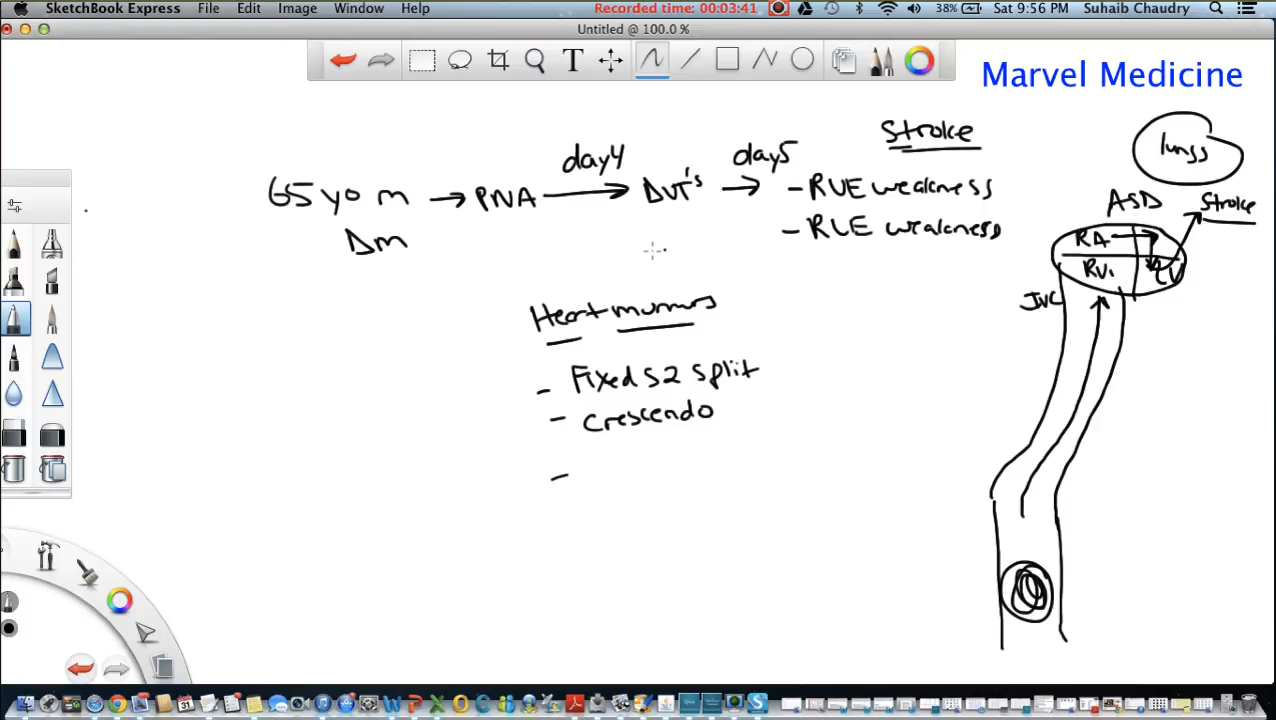 SketchBook Express File Edit Image Window Help Recorded time: 00:03:41 38% Sat 9:56 PM Suhaib Chaudry
Untitled @ 100.0 %
Marvel Medicine
Stroke
day4
day5
lungs
65 yo m → PNA → DVT's → - RUE weakness
ASD
Stroke
DM
- RLE weakness
RA
RV
LV
IVC
Heart murmurs
- Fixed S2 split
- Crescendo
-